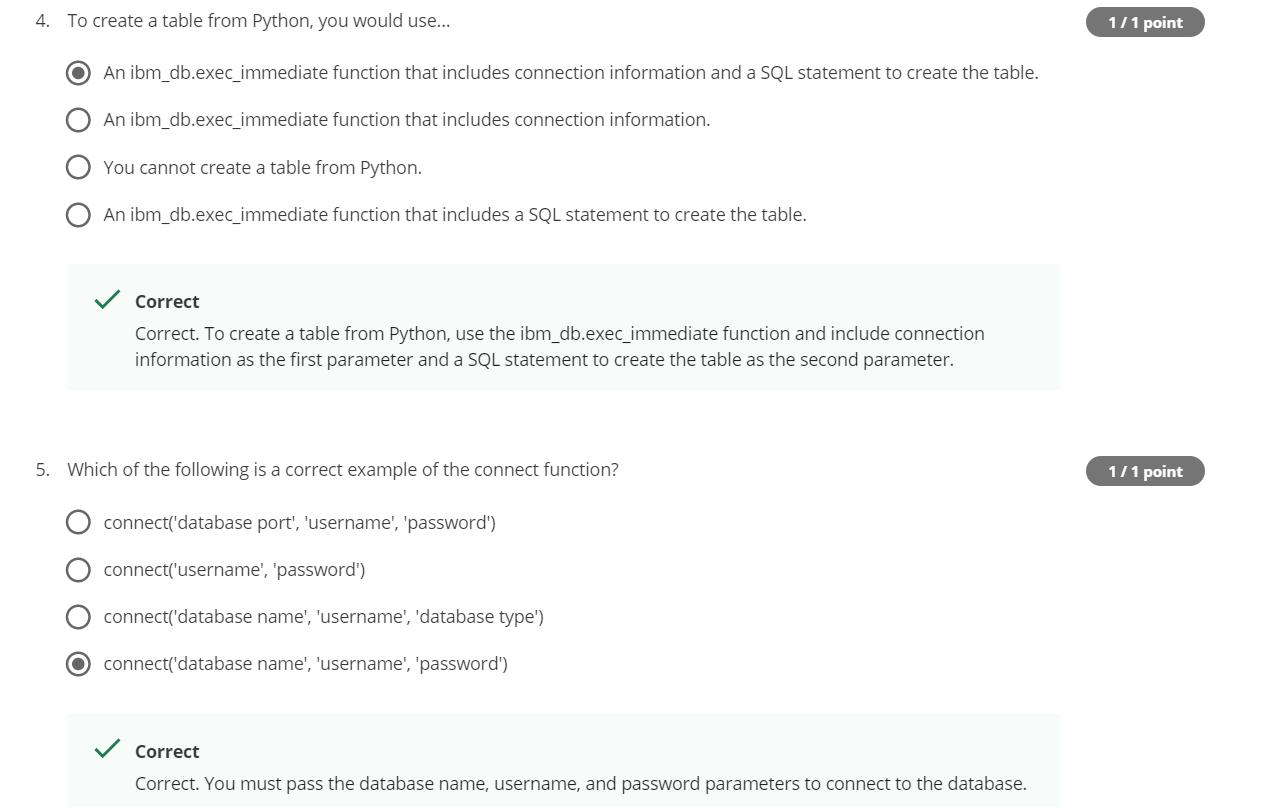 4. To create a table from Python, you would use...
1 / 1 point
An ibm_db.exec_immediate function that includes connection information and a SQL statement to create the table.
An ibm_db.exec_immediate function that includes connection information.
You cannot create a table from Python.
An ibm_db.exec_immediate function that includes a SQL statement to create the table.
Correct
Correct. To create a table from Python, use the ibm_db.exec_immediate function and include connection
information as the first parameter and a SQL statement to create the table as the second parameter.
5. Which of the following is a correct example of the connect function?
1 / 1 point
connect('database port', 'username', 'password')
connect('username', 'password')
connect('database name', 'username', 'database type')
connect('database name', 'username', 'password')
Correct
Correct. You must pass the database name, username, and password parameters to connect to the database.